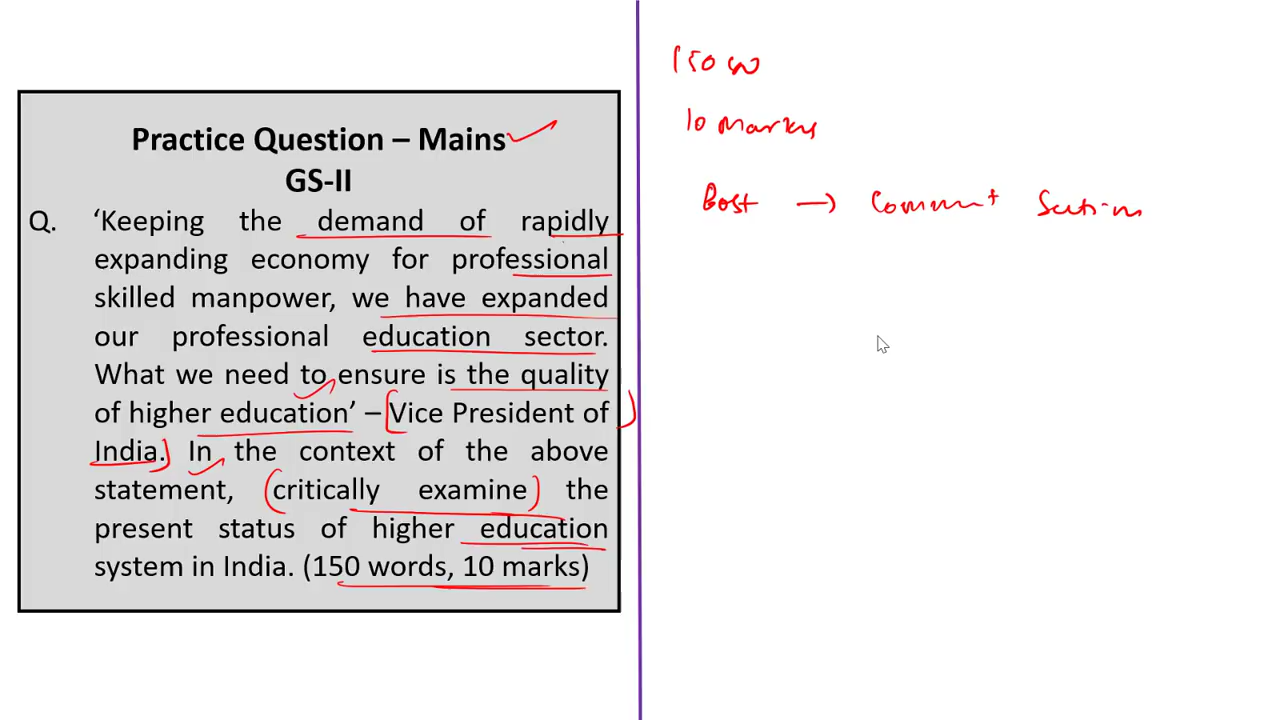 Practice Question – Mains
GS-II
Q. ‘Keeping the demand of rapidly
expanding economy for professional
skilled manpower, we have expanded
our professional education sector.
What we need to ensure is the quality
of higher education’ – Vice President of
India. In the context of the above
statement, critically examine the
present status of higher education
system in India. (150 words, 10 marks)
150 w
10 Marks
Post → Comment Section